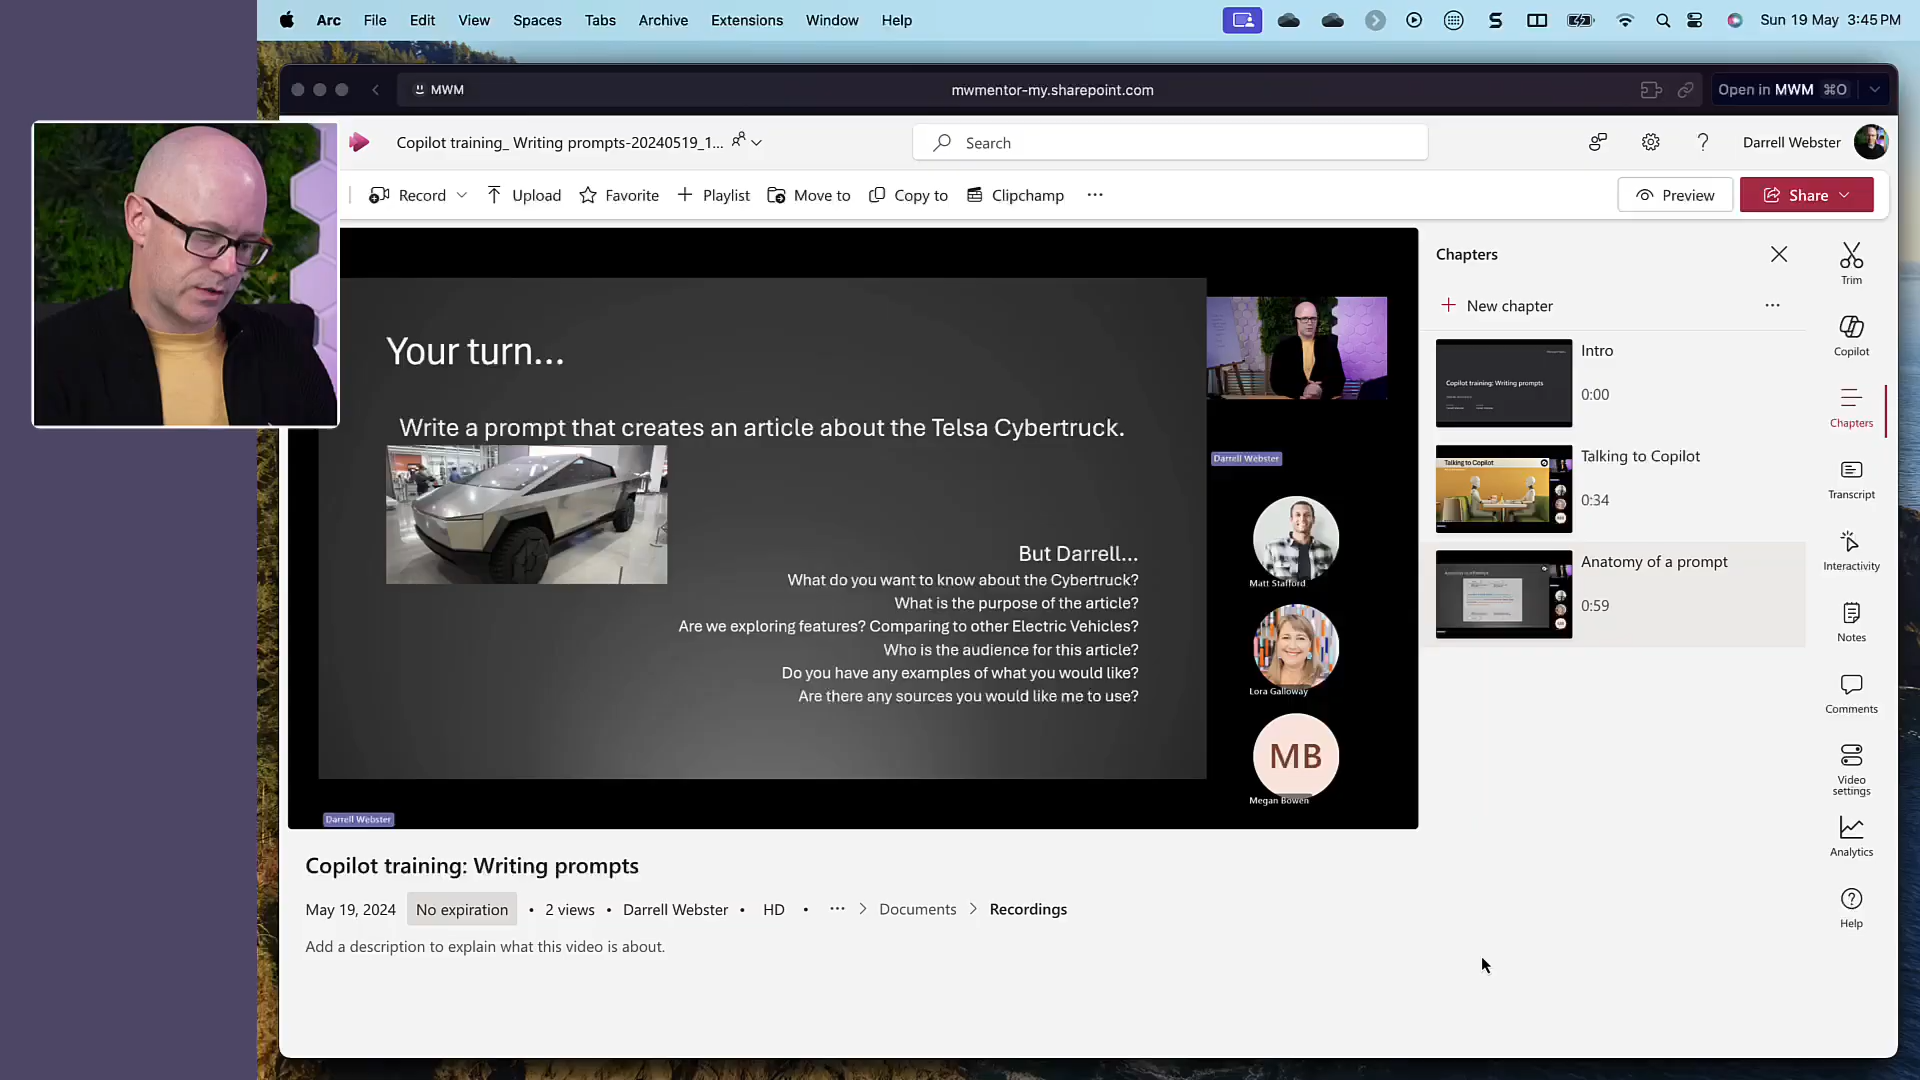 Arc File Edit View Spaces Tabs Archive Extensions Window Help Sun 19 May 3:45 PM
MWM mwmentor-my.sharepoint.com Open in MWM ⌘O
Copilot training_ Writing prompts-20240519_1... Search Darrell Webster
Record Upload Favorite Playlist Move to Copy to Clipchamp ... Preview Share
Your turn...
Write a prompt that creates an article about the Telsa Cybertruck.
But Darrell...
What do you want to know about the Cybertruck?
What is the purpose of the article?
Are we exploring features? Comparing to other Electric Vehicles?
Who is the audience for this article?
Do you have any examples of what you would like?
Are there any sources you would like me to use?
Darrell Webster
Darrell Webster
Matt Stafford
Lora Galloway
MB
Megan Bowen
Chapters
New chapter
Copilot training: Writing prompts
Intro
0:00
Talking to Copilot
Talking to Copilot
0:34
Anatomy of a prompt
0:59
Trim
Copilot
Chapters
Transcript
Interactivity
Notes
Comments
Video
settings
Analytics
Help
Copilot training: Writing prompts
May 19, 2024 No expiration • 2 views • Darrell Webster • HD • ... > Documents > Recordings
Add a description to explain what this video is about.